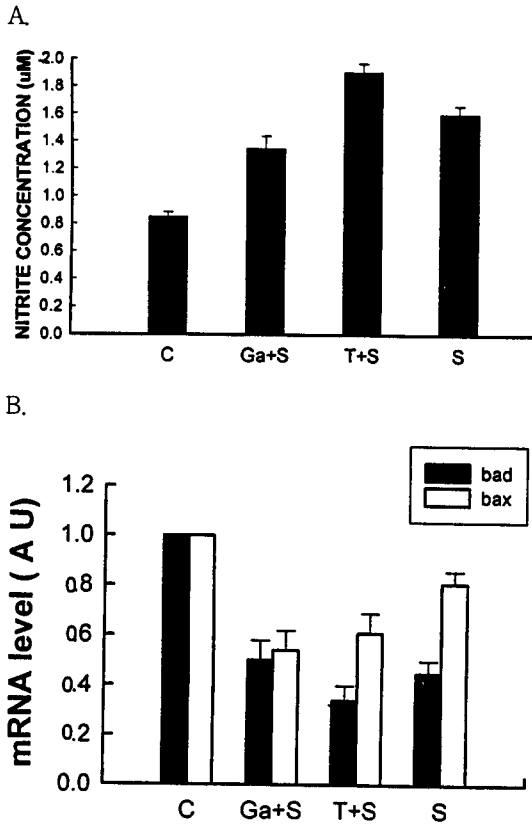 A.
NITRITE CONCENTRATION (uM)
2.0
1.8
1.6
1.4
1.2
1.0
0.8
0.6
0.4
0.2
0.0
C Ga+S T+S S
B.
bad
bax
mRNA level ( A U)
1.2
1.0
0.8
0.6
0.4
0.2
0.0
C Ga+S T+S S